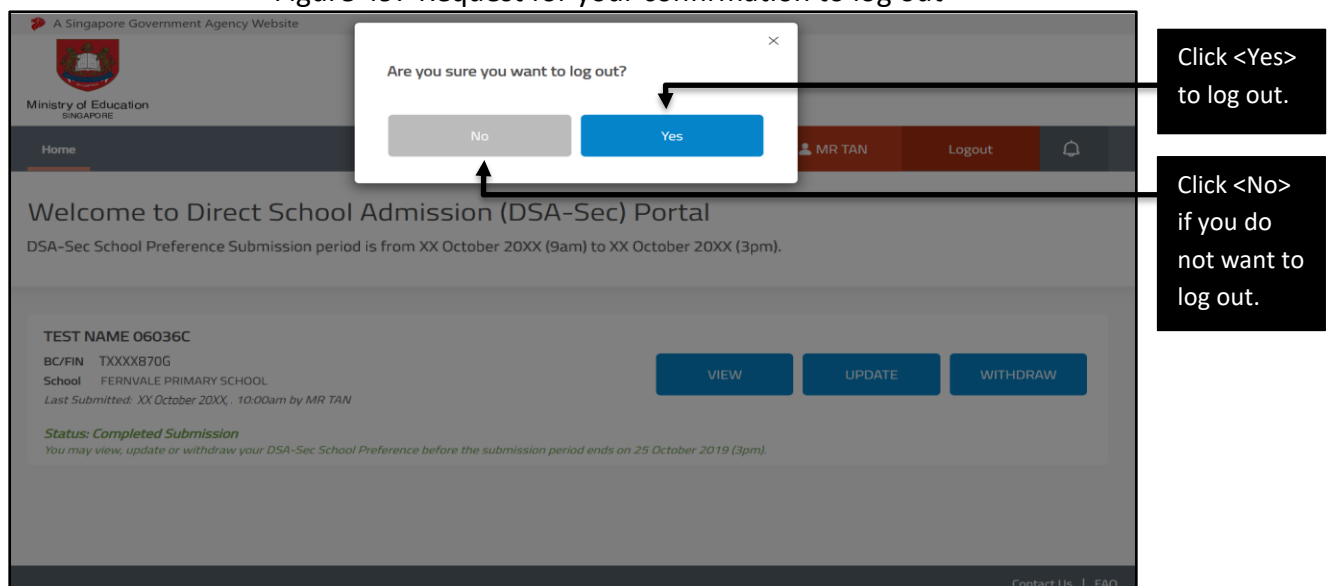 A Singapore Government Agency Website
×
Are you sure you want to log out?
Click <Yes>
to log out.
Ministry of Education
SINGAPORE
No
Yes
Home
MR TAN
Logout
Click <No>
if you do
not want to
log out.
Welcome to Direct School Admission (DSA-Sec) Portal
DSA-Sec School Preference Submission period is from XX October 20XX (9am) to XX October 20XX (3pm).
TEST NAME 06036C
BC/FIN TXXXX870G
School FERNVALE PRIMARY SCHOOL
Last Submitted: XX October 20XX, . 10:00am by MR TAN
VIEW
UPDATE
WITHDRAW
Status: Completed Submission
You may view, update or withdraw your DSA-Sec School Preference before the submission period ends on 25 October 2019 (3pm).